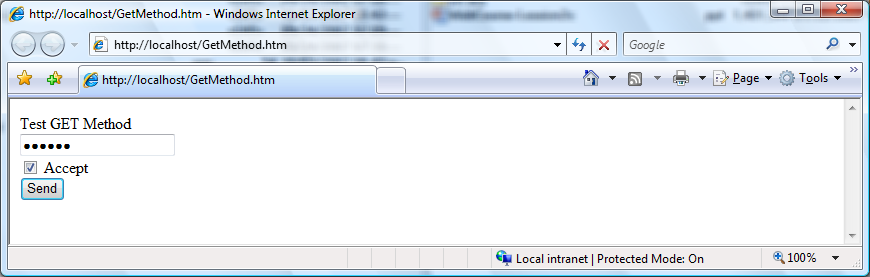 http://localhost/GetMethod.htm - Windows Internet Explorer
http://localhost/GetMethod.htm
Google
http://localhost/GetMethod.htm
Page
Tools
»
Test GET Method
••••••
Accept
Send
Local intranet | Protected Mode: On
100%